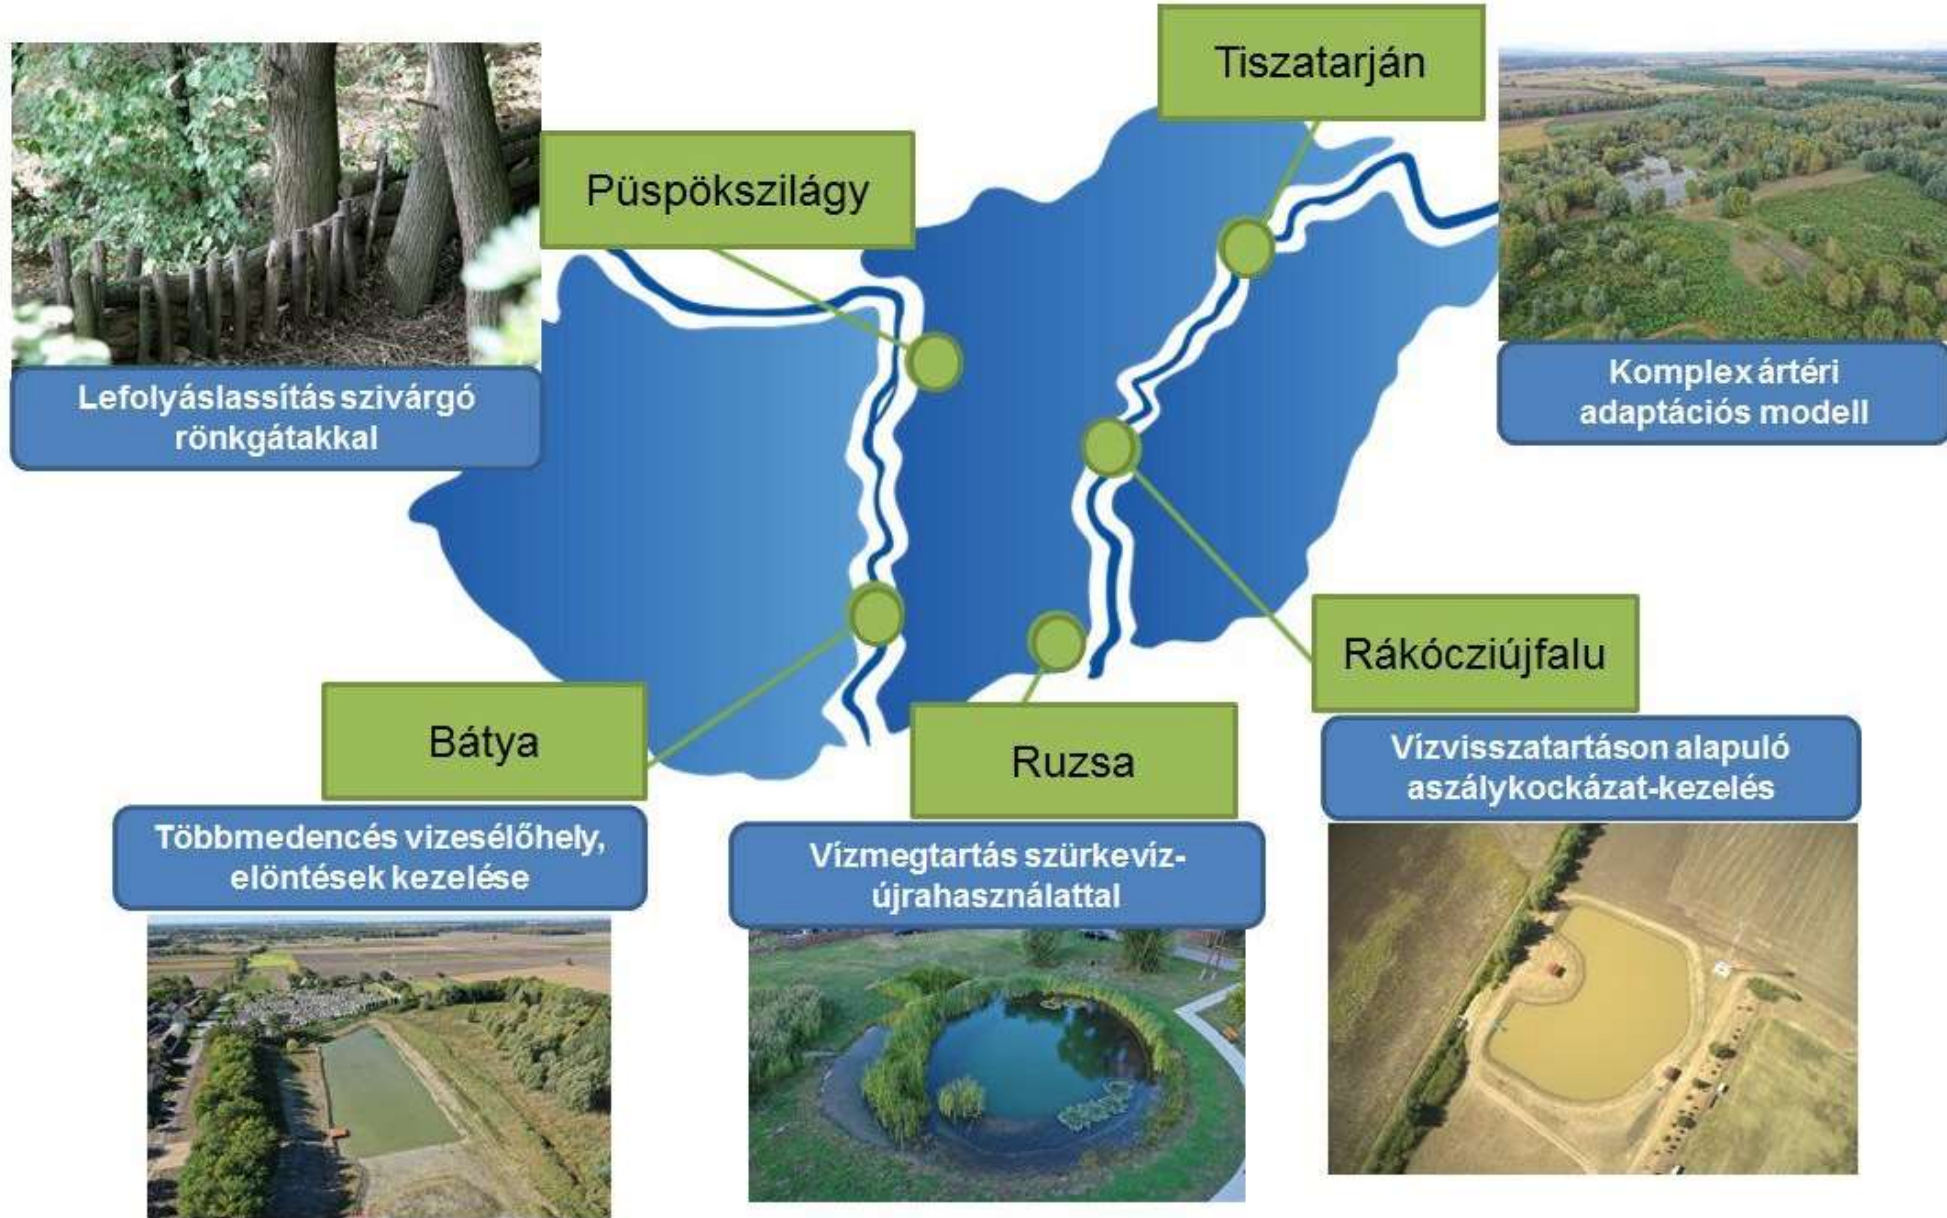 Tiszatarján
Püspökszilágy
Lefolyáslassítás szivárgó
rönkgátakkal
Komplex ártéri
adaptációs modell
Rákócziújfalu
Bátya
Ruzsa
Vízvisszatartáson alapuló
aszálykockázat-kezelés
Többmedencés vizesélőhely,
elöntések kezelése
Vízmegtartás szürkevíz-
újrahasználattal